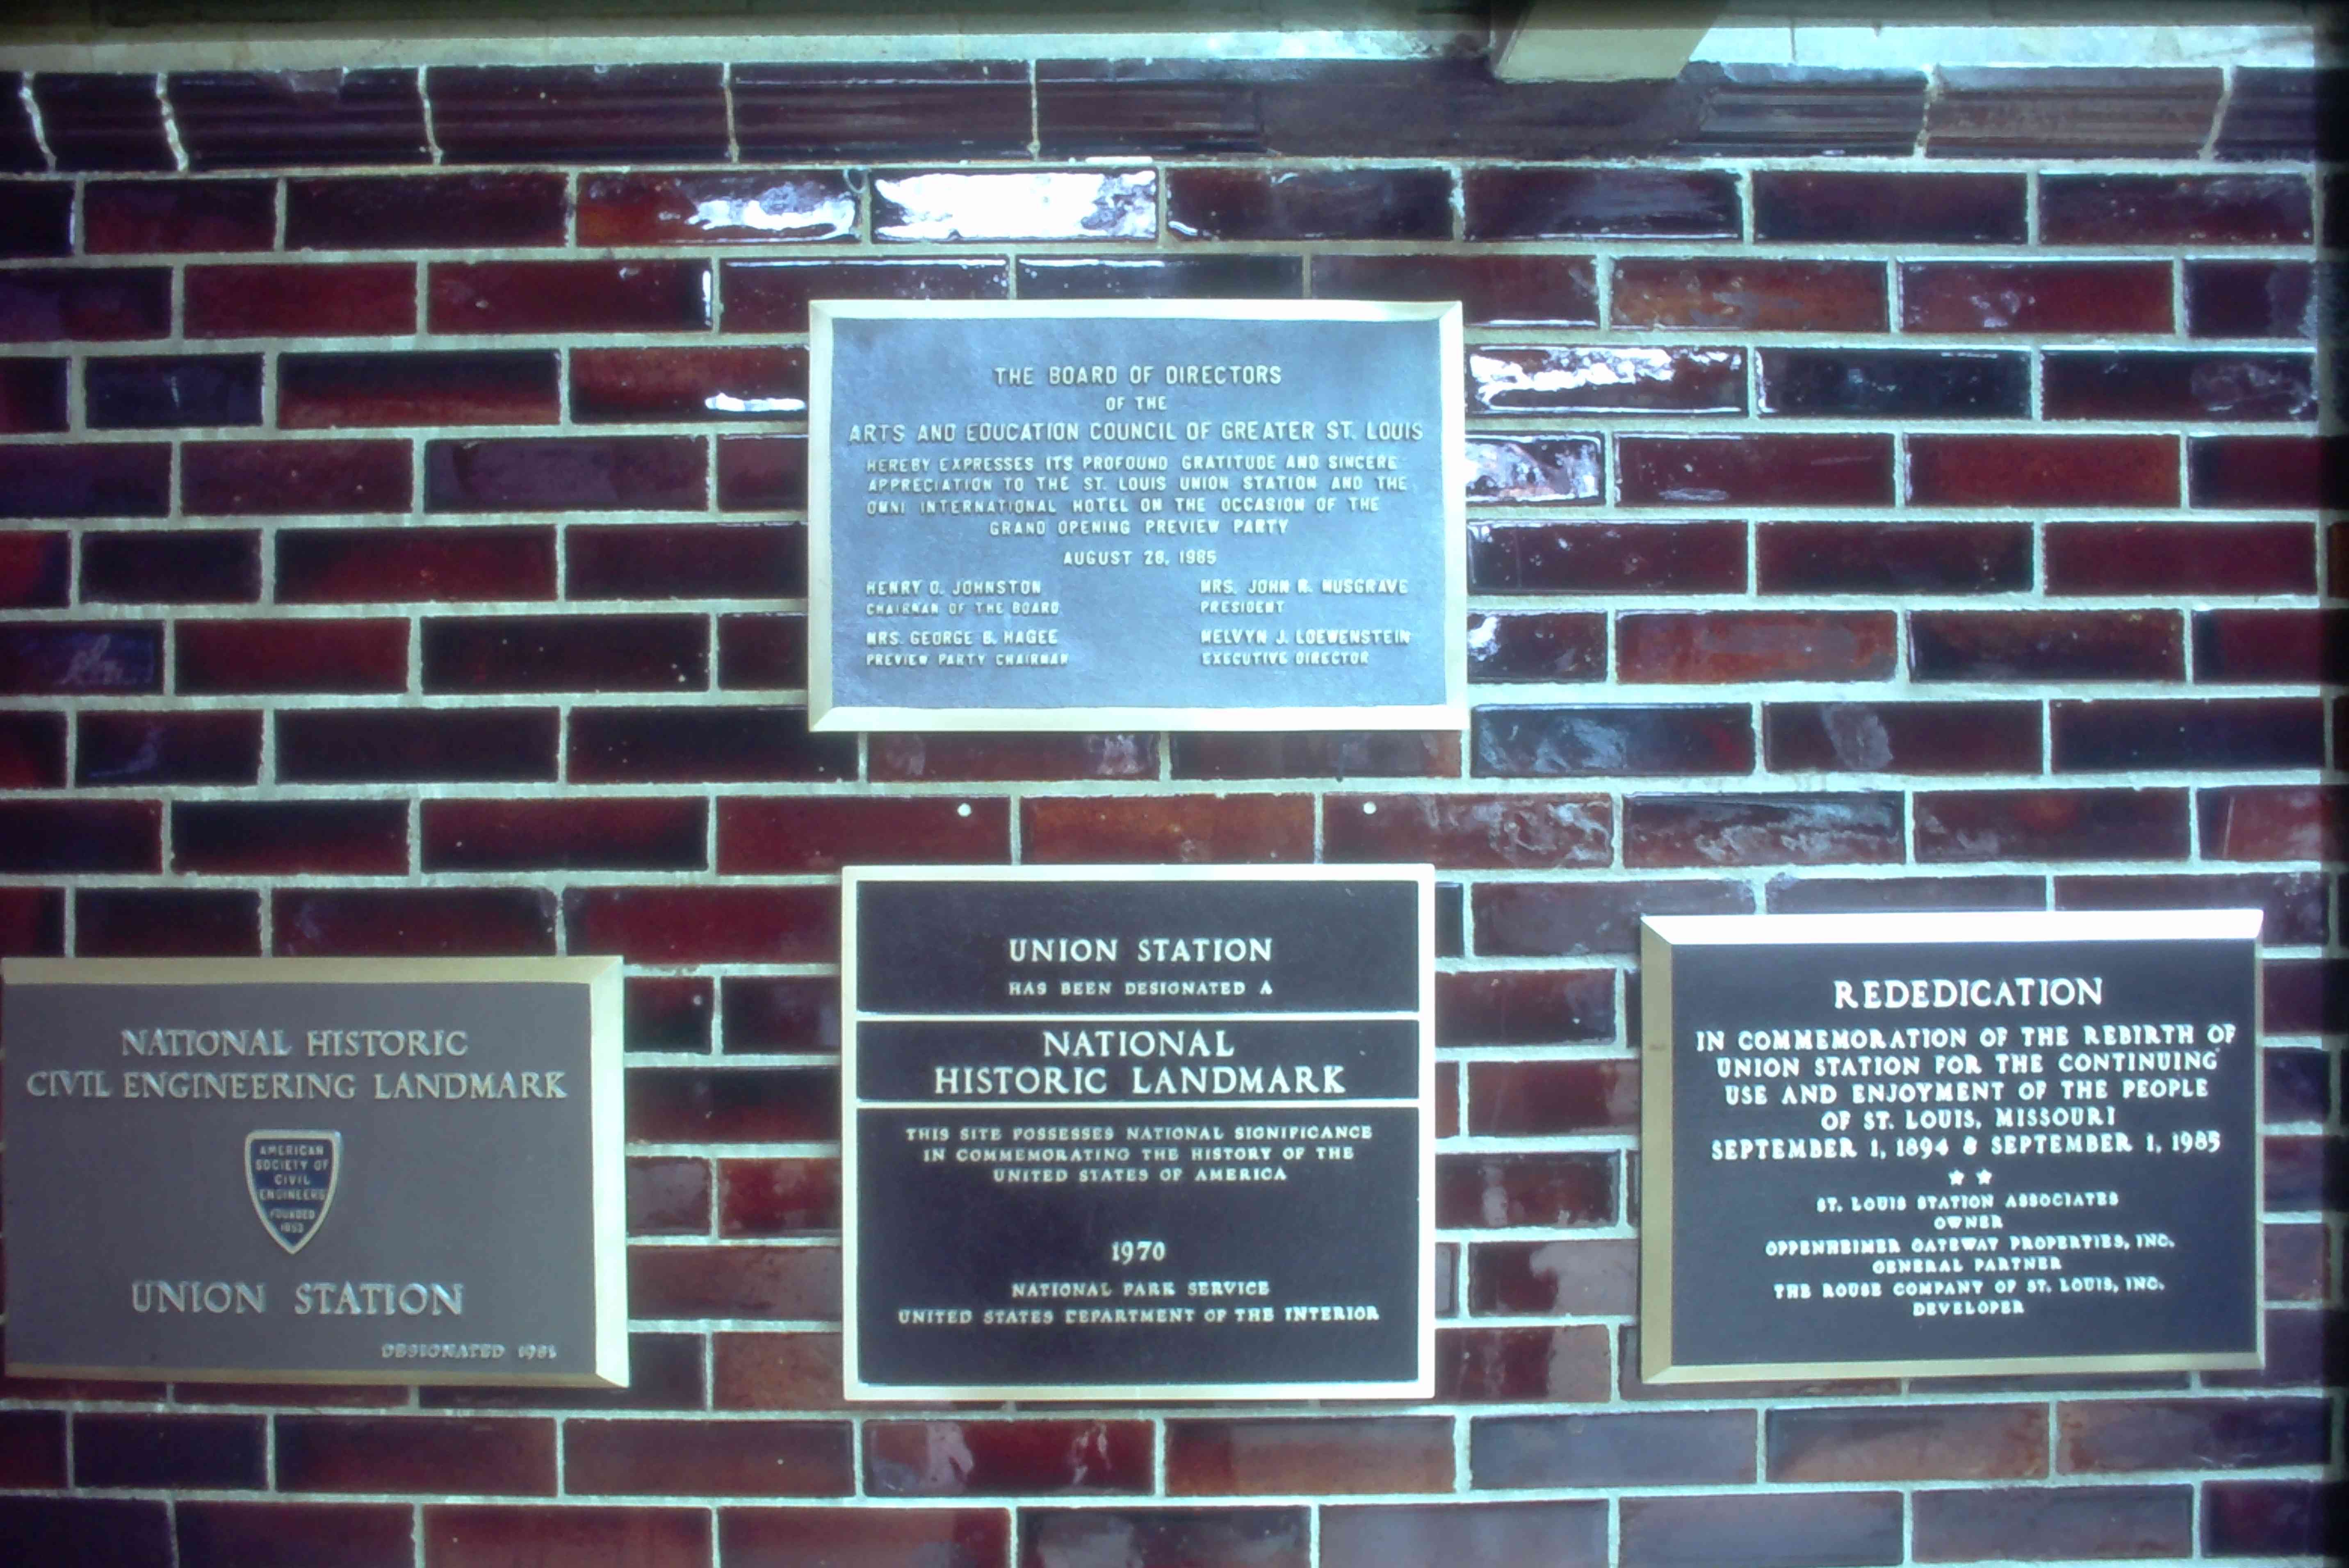 THE BOARD OF DIRECTORS
OF THE
ARTS AND EDUCATION COUNCIL OF GREATER ST. LOUIS
HEREBY EXPRESSES ITS PROFOUND GRATITUDE AND SINCERE
APPRECIATION TO THE ST. LOUIS UNION STATION AND THE
OMNI INTERNATIONAL HOTEL ON THE OCCASION OF THE
GRAND OPENING PREVIEW PARTY
AUGUST 28, 1985
HENRY O. JOHNSTON
CHAIRMAN OF THE BOARD
MRS. JOHN R. MUSGRAVE
PRESIDENT
MRS. GEORGE B. HAGEE
PREVIEW PARTY CHAIRMAN
MELVYN J. LOEWENSTEIN
EXECUTIVE DIRECTOR
NATIONAL HISTORIC
CIVIL ENGINEERING LANDMARK
AMERICAN
SOCIETY OF
CIVIL
ENGINEERS
FOUNDED
1852
UNION STATION
DESIGNATED
UNION STATION
HAS BEEN DESIGNATED A
NATIONAL
HISTORIC LANDMARK
THIS SITE POSSESSES NATIONAL SIGNIFICANCE
IN COMMEMORATING THE HISTORY OF THE
UNITED STATES OF AMERICA
1970
NATIONAL PARK SERVICE
UNITED STATES DEPARTMENT OF THE INTERIOR
REDEDICATION
IN COMMEMORATION OF THE REBIRTH OF
UNION STATION FOR THE CONTINUING
USE AND ENJOYMENT OF THE PEOPLE
OF ST. LOUIS, MISSOURI
SEPTEMBER 1, 1894 & SEPTEMBER 1, 1985
ST. LOUIS STATION ASSOCIATES
OWNER
OPPENHEIMER GATEWAY PROPERTIES, INC.
GENERAL PARTNER
THE ROUSE COMPANY OF ST. LOUIS, INC.
DEVELOPER